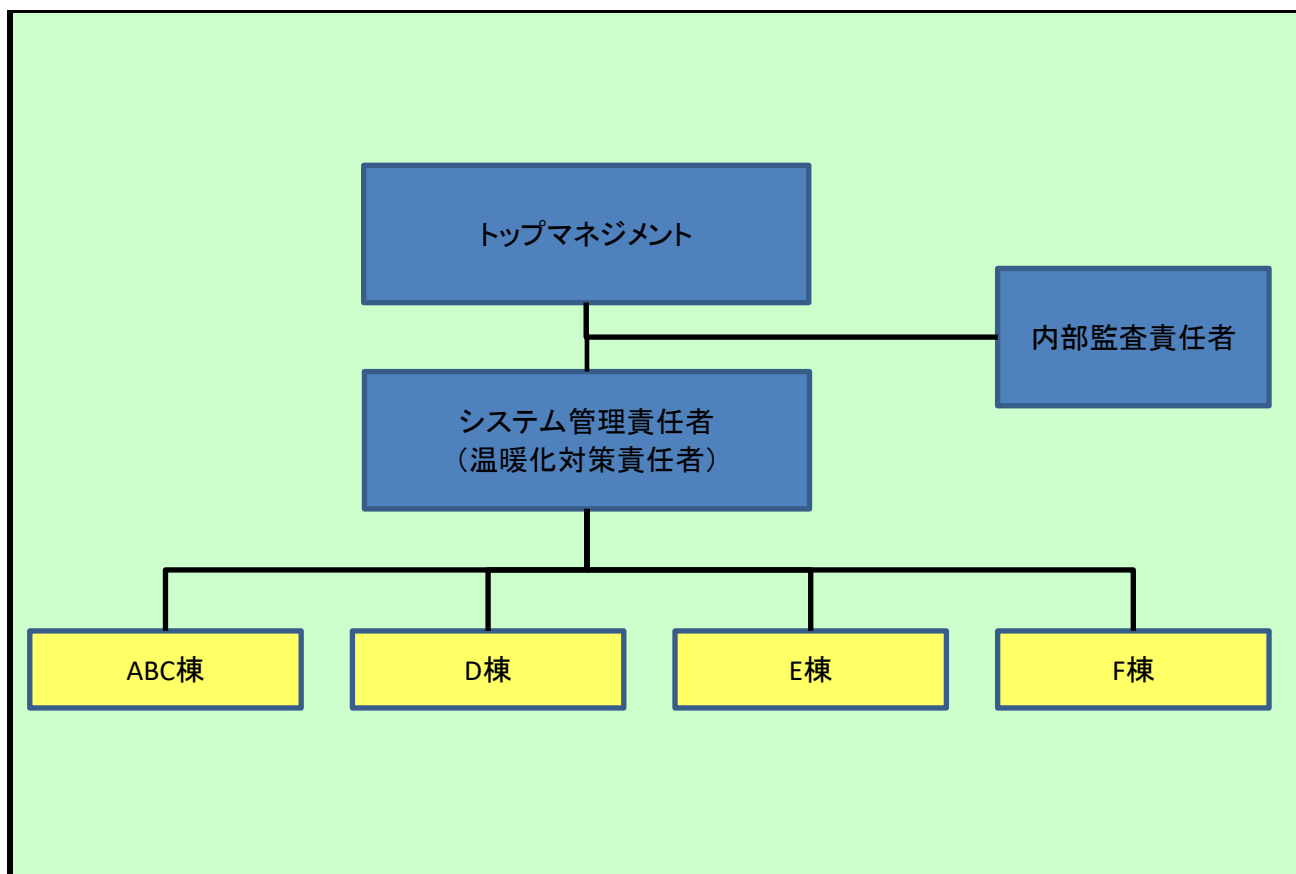 トップマネジメント
内部監査責任者
システム管理責任者
（温暖化対策責任者）
ABC棟
D棟
E棟
F棟